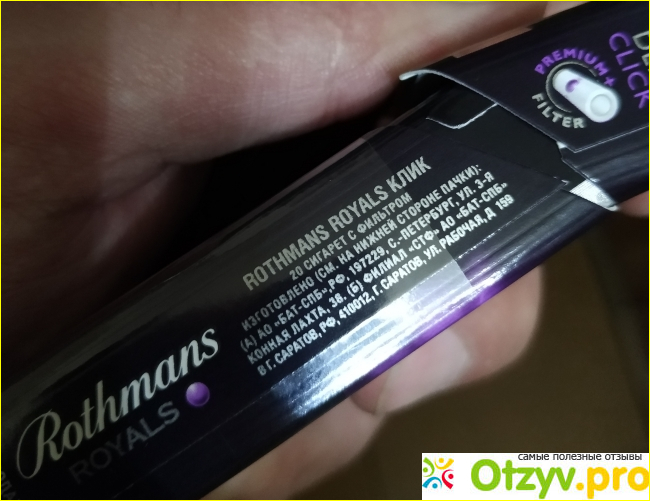 PREMIUM+
FILTER
CLICK
ROTHMANS ROYALS КЛИК
20 СИГАРЕТ С ФИЛЬТРОМ
ИЗГОТОВЛЕНО (СМ. НА НИЖНЕЙ СТОРОНЕ ПАЧКИ):
(А) АО «БАТ-СПБ»,РФ, 197229, С.-ПЕТЕРБУРГ, УЛ. 3-Я
КОННАЯ ЛАХТА, 38. (Б) ФИЛИАЛ «СТФ» АО «БАТ-СПБ»
В Г. САРАТОВ, РФ, 410012, Г. САРАТОВ, УЛ. РАБОЧАЯ, Д 159
Rothmans
ROYALS
самые полезные отзывы
Otzyv.pro